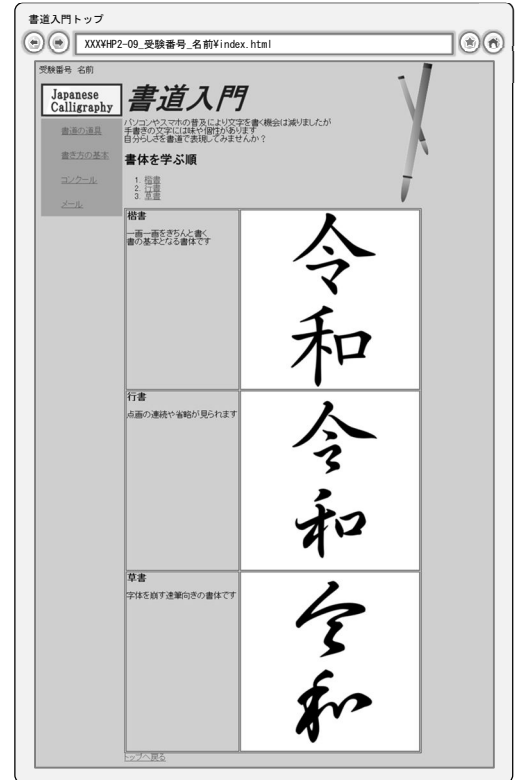 書道入門トップ
XXX¥HP2-09_受験番号_名前¥index.html
受験番号 名前
Japanese
Calligraphy
書道入門
パソコンやスマホの普及により文字を書く機会は減りましたが
手書きの文字には味や個性があります
自分らしさを書道で表現してみませんか？
書道の道具
書き方の基本
コンクール
メール
書体を学ぶ順
1. 楷書
2. 行書
3. 草書
楷書
一画一画をきちんと書く
書の基本となる書体です
令和
行書
点画の連続や省略が見られます
令和
草書
字体を崩す速筆向きの書体です
令和
トップへ戻る